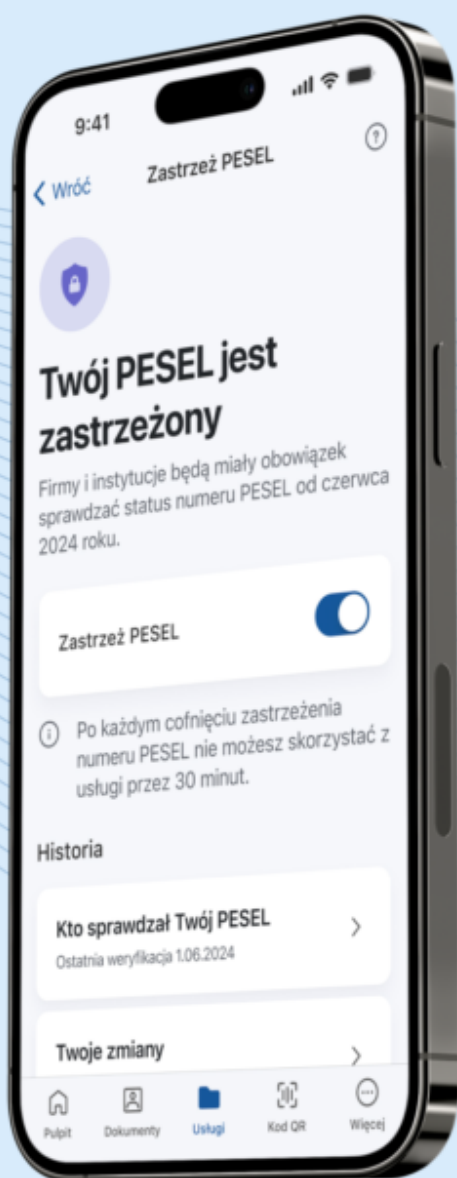 9:41
Wróć
Zastrzeż PESEL
Twój PESEL jest
zastrzeżony
Firmy i instytucje będą miały obowiązek
sprawdzać status numeru PESEL od czerwca
2024 roku.
Zastrzeż PESEL
Po każdym cofnięciu zastrzeżenia
numeru PESEL nie możesz skorzystać z
usługi przez 30 minut.
Historia
Kto sprawdzał Twój PESEL
Ostatnia weryfikacja 1.06.2024
Twoje zmiany
Pulpit
Dokumenty
Usługi
Kod QR
Więcej